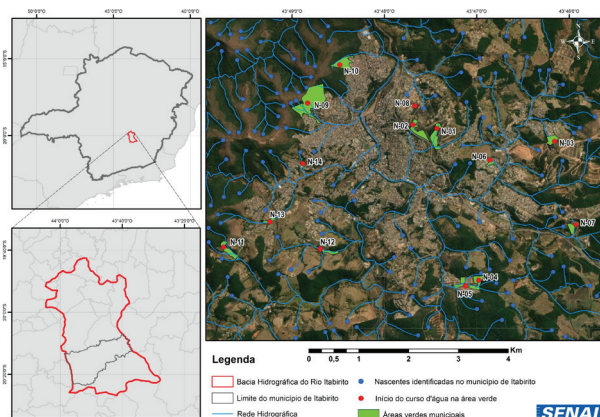 50°0'0"S
45°0'0"S
40°0'0"S
43°49'0"S
43°48'0"S
43°47'0"S
43°46'0"S
N-10
N-09
N-08
N-02
N-01
N-03
N-06
N-14
N-13
N-11
N-12
N-07
N-04
N-05
15°0'0"S
20°0'0"S
44°0'0"S
43°40'0"S
43°20'0"S
20°0'0"S
20°20'0"S
0 0,5 1 2 3 4
Km
Legenda
Bacia Hidrográfica do Rio Itabirito
Limite do município de Itabirito
Rede Hidrográfica
Nascentes identificadas no município de Itabirito
Início do curso d'água na área verde
Áreas verdes municipais
SENAI